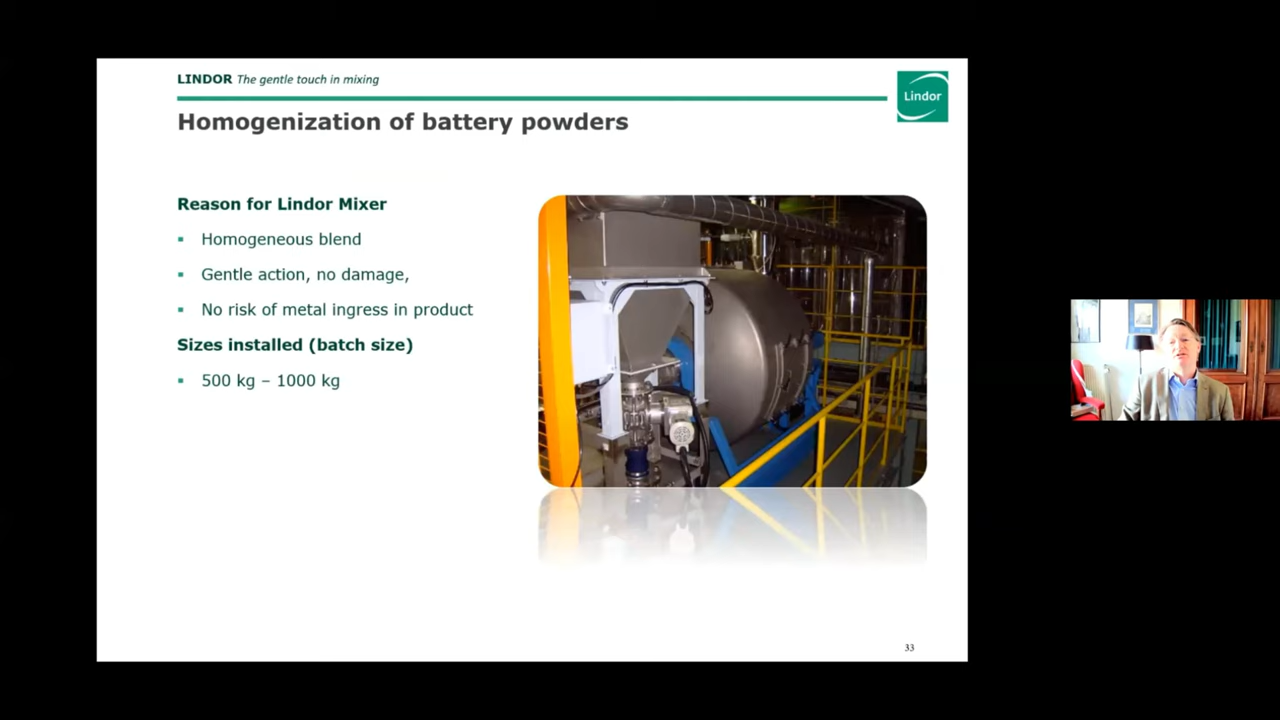 LINDOR The gentle touch in mixing
Lindor
Homogenization of battery powders
Reason for Lindor Mixer
▪ Homogeneous blend
▪ Gentle action, no damage,
▪ No risk of metal ingress in product
Sizes installed (batch size)
▪ 500 kg – 1000 kg
33